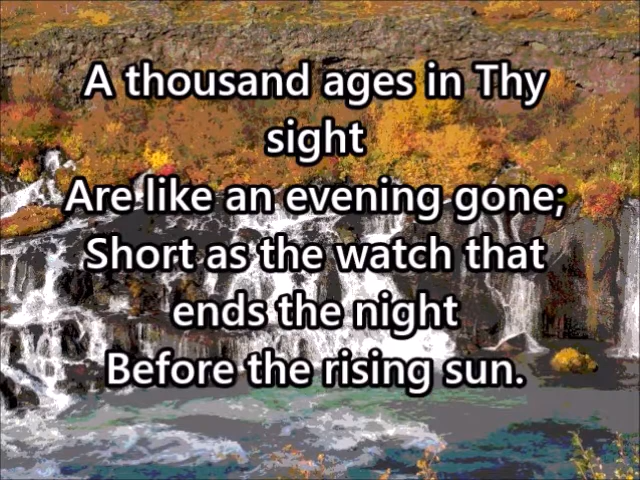 A thousand ages in Thy
sight
Are like an evening gone;
Short as the watch that
ends the night
Before the rising sun.